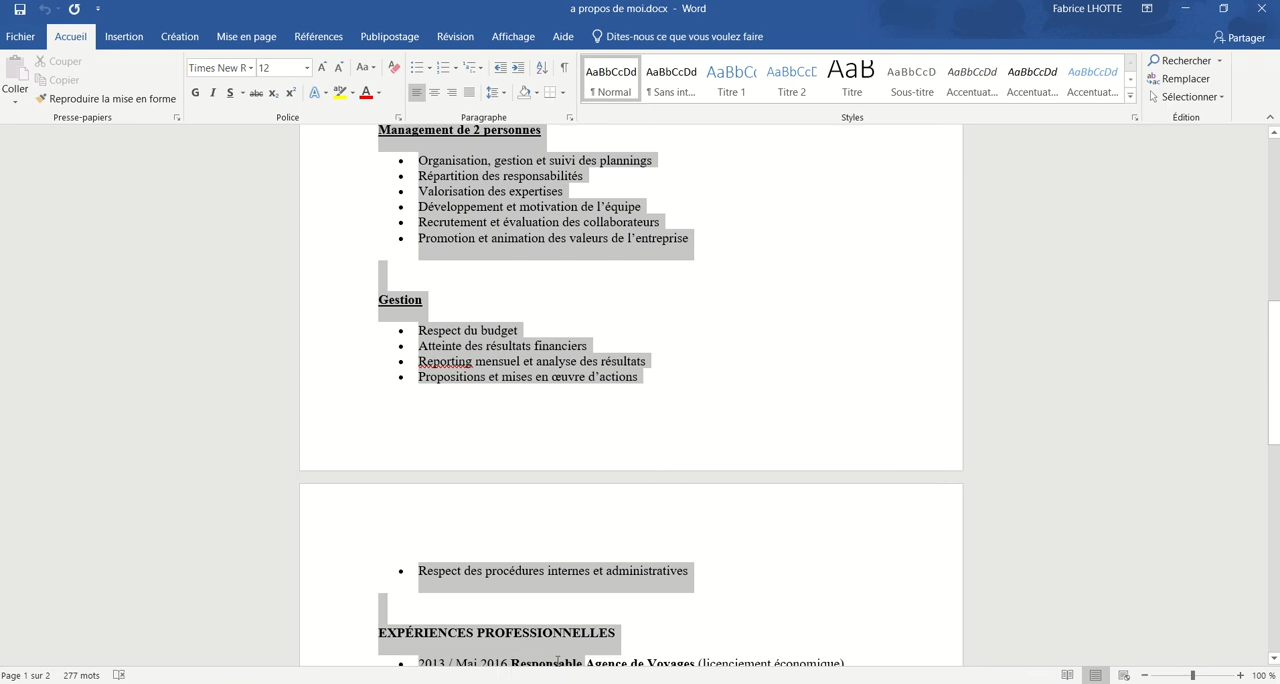 a propos de moi.docx - Word
Fabrice LHOTTE
Fichier Accueil Insertion Création Mise en page Références Publipostage Révision Affichage Aide Dites-nous ce que vous voulez faire Partager
Coller
Couper
Copier
Reproduire la mise en forme
Presse-papiers
Times New R 12
G I S abc X₂ X²
Police
Paragraphe
AaBbCcDd AaBbCcDd AaBbC AaBbCcD AaB AaBbCcD AaBbCcDd AaBbCcDd AaBbCcDd
¶ Normal ¶ Sans int... Titre 1 Titre 2 Titre Sous-titre Accentuat... Accentuat... Accentuat...
Styles
Rechercher
Remplacer
Sélectionner
Édition
Management de 2 personnes
• Organisation, gestion et suivi des plannings
• Répartition des responsabilités
• Valorisation des expertises
• Développement et motivation de l’équipe
• Recrutement et évaluation des collaborateurs
• Promotion et animation des valeurs de l’entreprise
Gestion
• Respect du budget
• Atteinte des résultats financiers
• Reporting mensuel et analyse des résultats
• Propositions et mises en œuvre d’actions
• Respect des procédures internes et administratives
EXPÉRIENCES PROFESSIONNELLES
• 2013 / Mai 2016 Responsable Agence de Voyages (licenciement économique)
Page 1 sur 2 277 mots
100 %